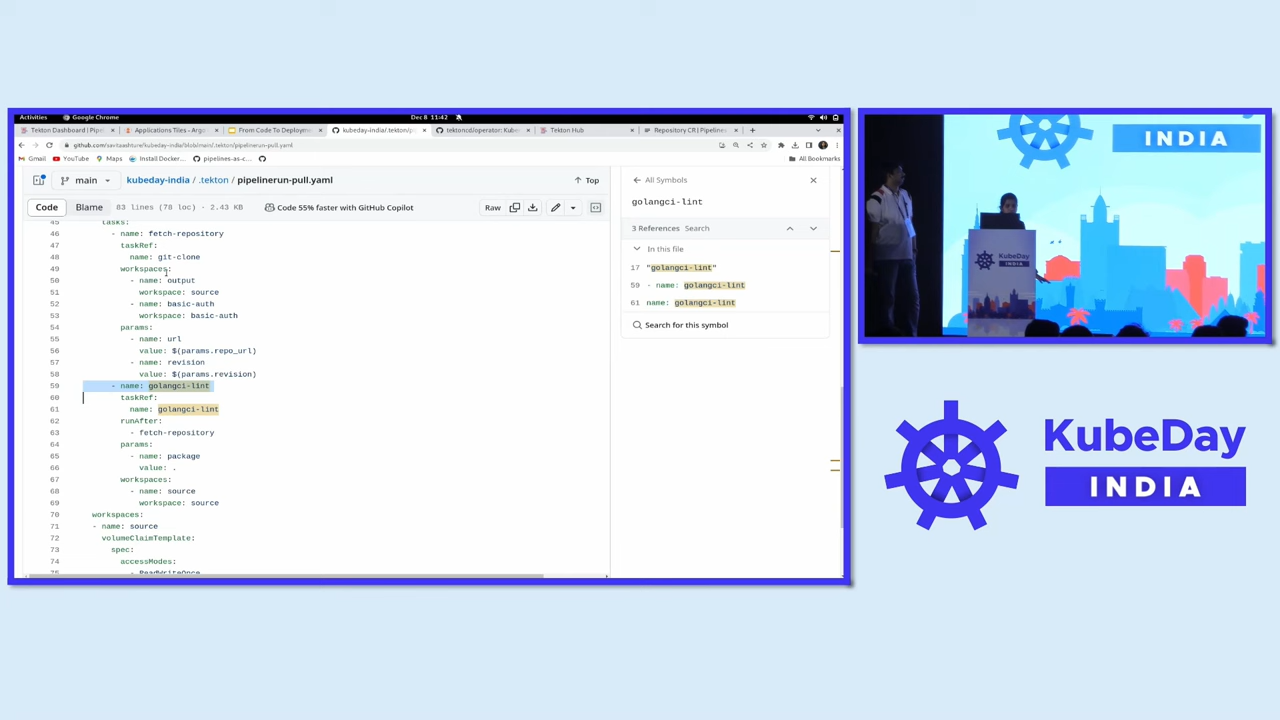 Activities
Google Chrome
Dec 8 11:42
Tekton Dashboard | Pipel
Applications Tiles - Argo
From Code To Deployme
kubeday-india/.tekton/pi
tektoncd/operator: Kube
Tekton Hub
Repository CR | Pipelines
github.com/savitaashture/kubeday-india/blob/main/.tekton/pipelinerun-pull.yaml
Gmail
YouTube
Maps
Install Docker...
pipelines-as-c...
All Bookmarks
main
kubeday-india / .tekton / pipelinerun-pull.yaml
Top
Code
Blame
83 lines (78 loc) · 2.43 KB
Code 55% faster with GitHub Copilot
Raw
45 tasks:
46 - name: fetch-repository
47 taskRef:
48 name: git-clone
49 workspaces:
50 - name: output
51 workspace: source
52 - name: basic-auth
53 workspace: basic-auth
54 params:
55 - name: url
56 value: $(params.repo_url)
57 - name: revision
58 value: $(params.revision)
59 - name: golangci-lint
60 taskRef:
61 name: golangci-lint
62 runAfter:
63 - fetch-repository
64 params:
65 - name: package
66 value: .
67 workspaces:
68 - name: source
69 workspace: source
70 workspaces:
71 - name: source
72 volumeClaimTemplate:
73 spec:
74 accessModes:
75 - ReadWriteOnce
All Symbols
golangci-lint
3 References Search
In this file
17 "golangci-lint"
59 - name: golangci-lint
61 name: golangci-lint
Search for this symbol
INDIA
KubeDay
INDIA
KubeDay
INDIA